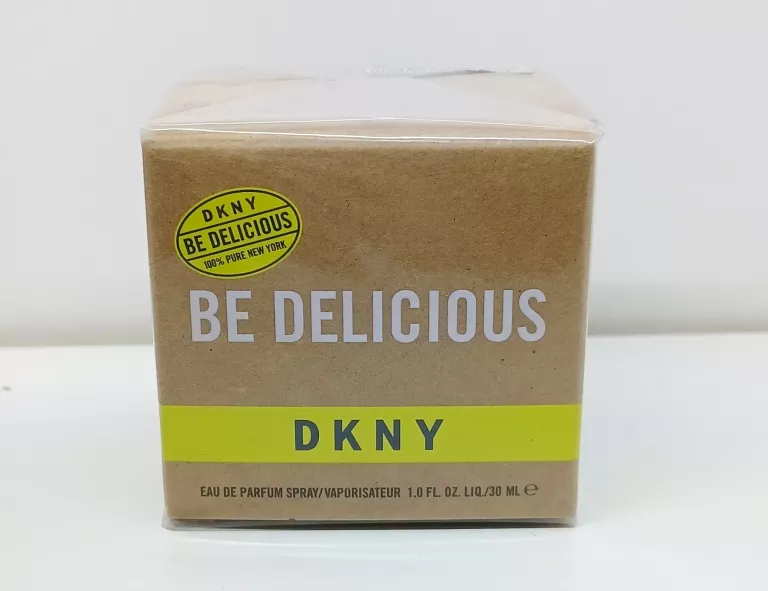 DKNY
BE DELICIOUS
100% PURE NEW YORK
BE DELICIOUS
DKNY
EAU DE PARFUM SPRAY/VAPORISATEUR 1.0 FL. OZ. LIQ./30 ML ℮